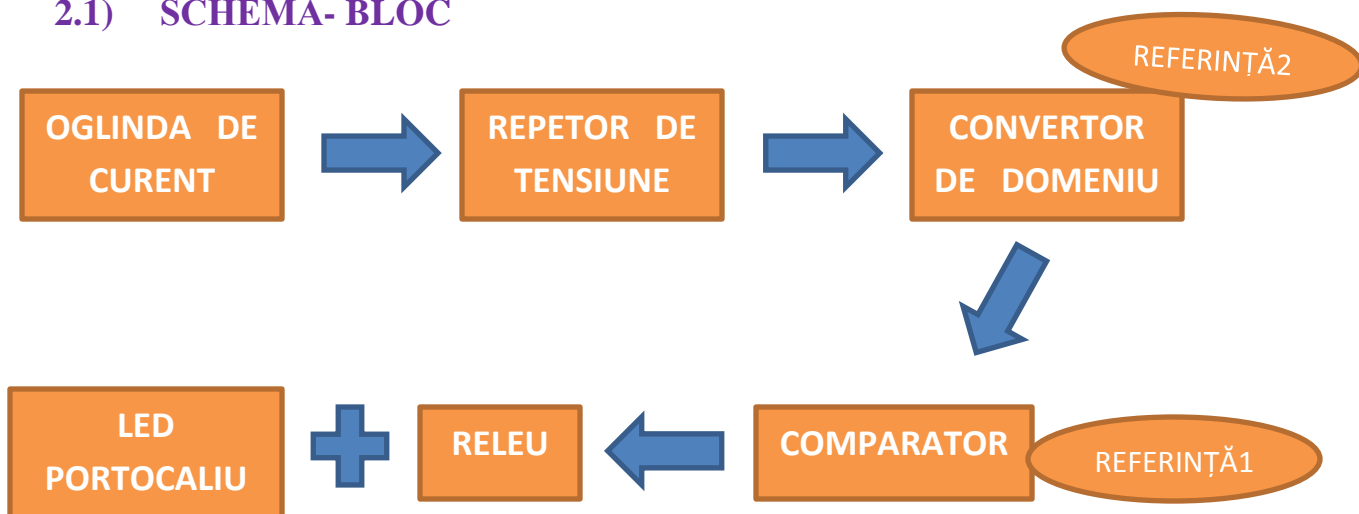 2.1) SCHEMA- BLOC
REFERINȚĂ2
OGLINDA DE
CURENT
REPETOR DE
TENSIUNE
CONVERTOR
DE DOMENIU
LED
PORTOCALIU
RELEU
COMPARATOR
REFERINȚĂ1